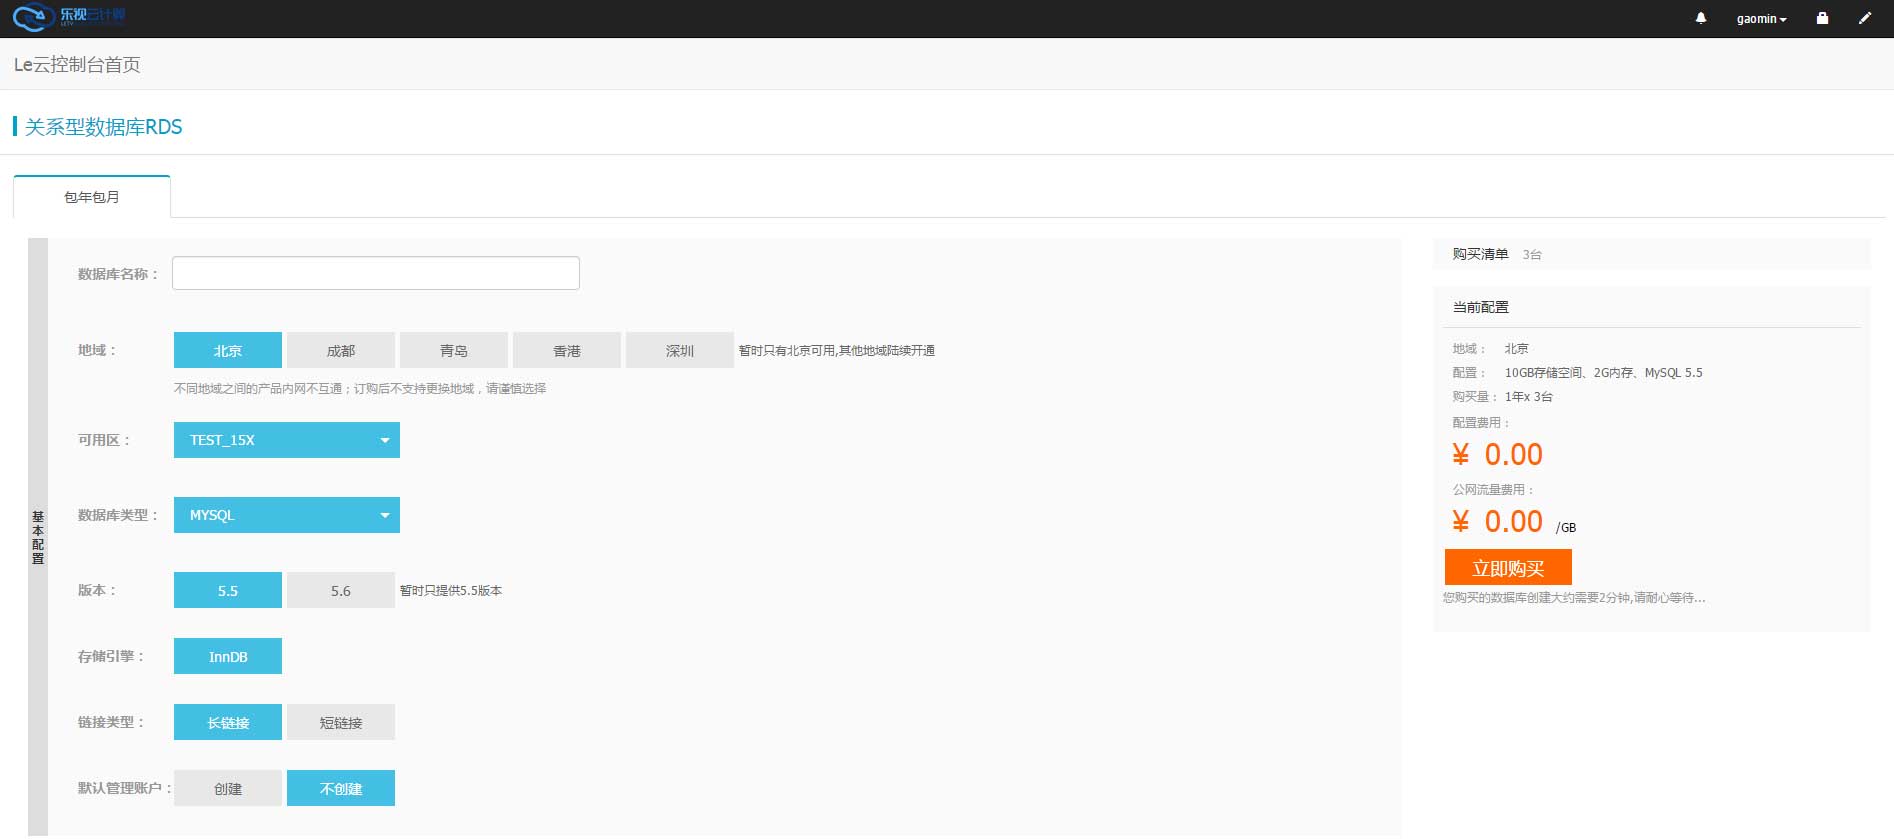 乐视云计算
gaomin
Le云控制台首页
关系型数据库RDS
包年包月
基本配置
数据库名称：
地域： 北京 成都 青岛 香港 深圳 暂时只有北京可用,其他地域陆续开通
不同地域之间的产品内网不互通；订购后不支持更换地域，请谨慎选择
可用区： TEST_15X
数据库类型： MYSQL
版本： 5.5 5.6 暂时只提供5.5版本
存储引擎： InnDB
链接类型： 长链接 短链接
默认管理账户： 创建 不创建
购买清单 3台
当前配置
地域： 北京
配置： 10GB存储空间、2G内存、MySQL 5.5
购买量： 1年x 3台
配置费用：
¥ 0.00
公网流量费用：
¥ 0.00 /GB
立即购买
您购买的数据库创建大约需要2分钟,请耐心等待...